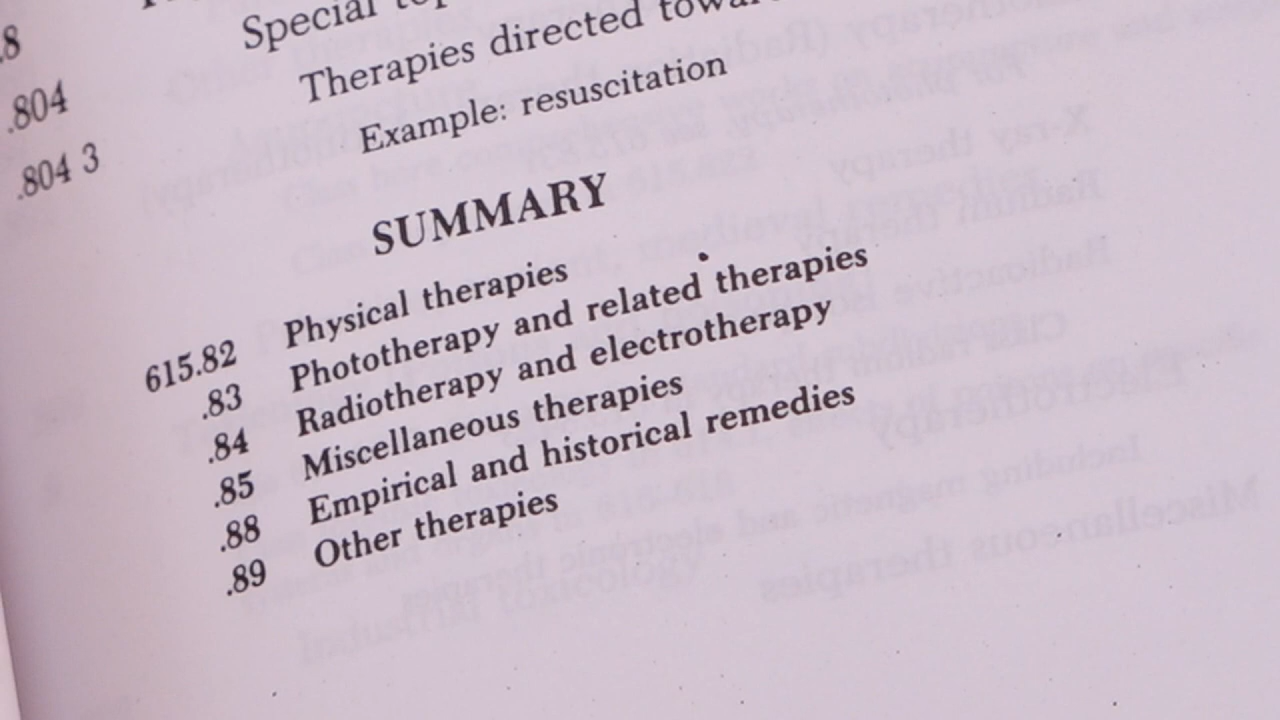 .8
.804 Special
Therapies directed
.804 3 Example: resuscitation
SUMMARY
615.82 Physical therapies
.83 Phototherapy and related therapies
.84 Radiotherapy and electrotherapy
.85 Miscellaneous therapies
.88 Empirical and historical remedies
.89 Other therapies